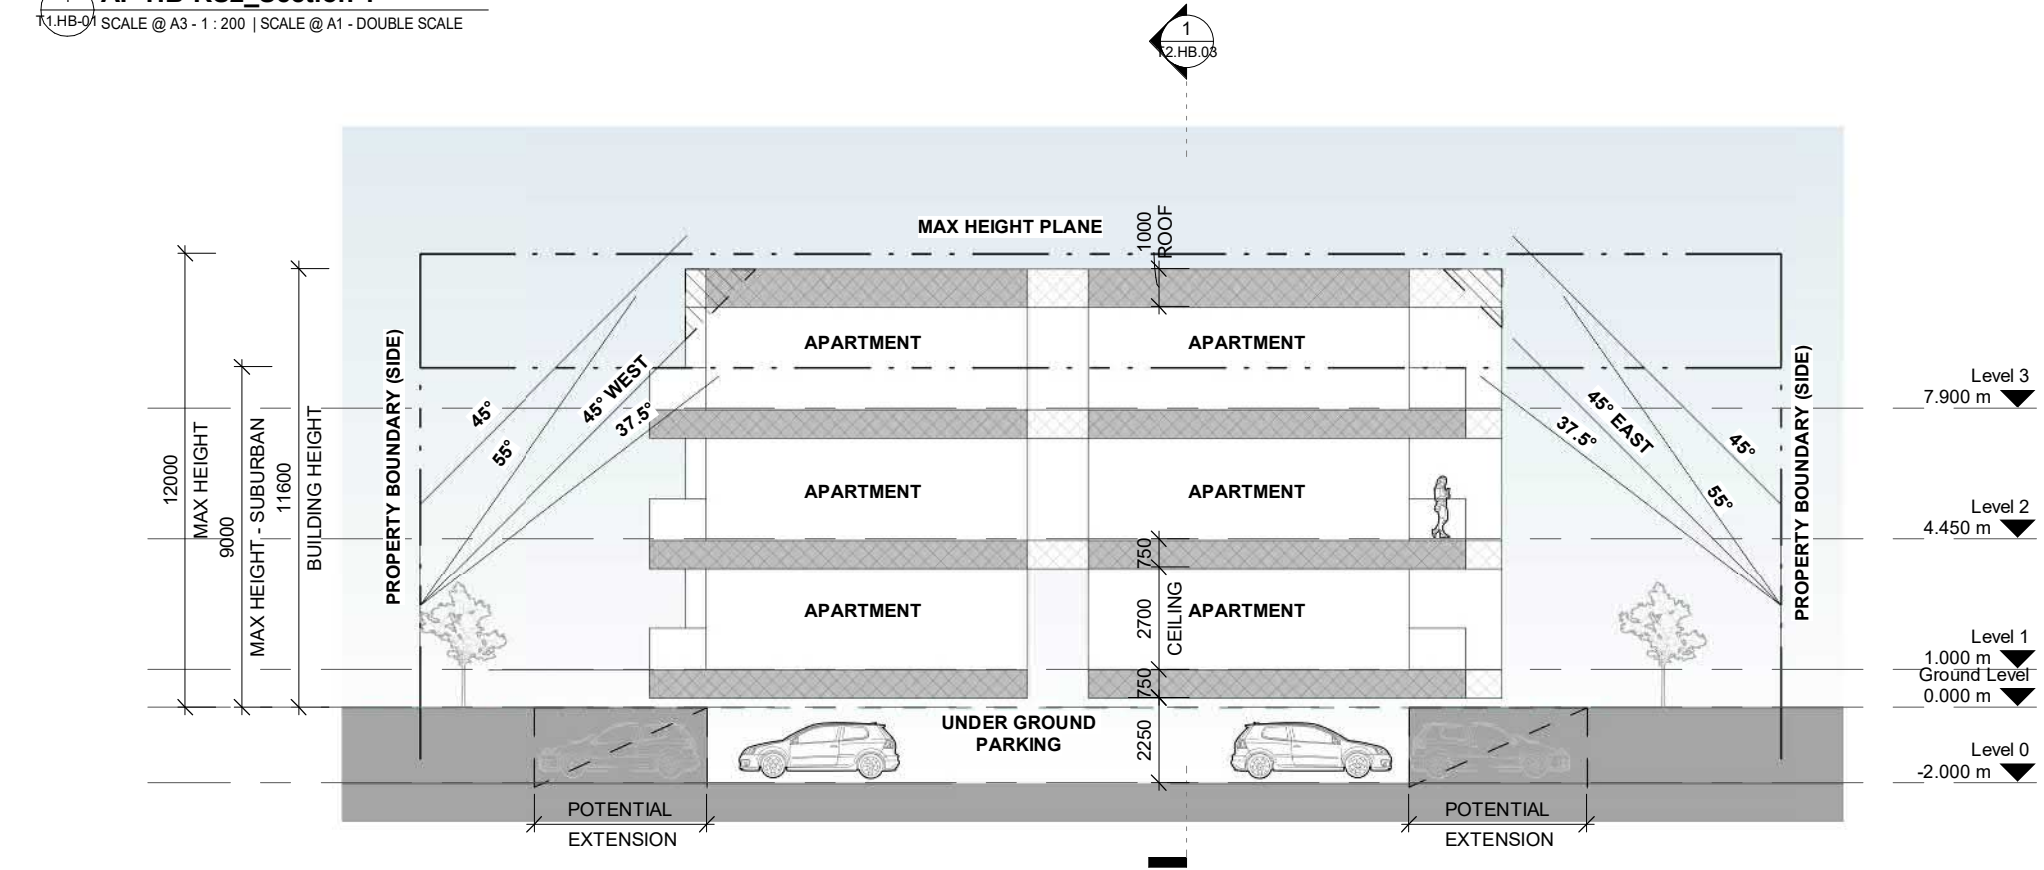 T1.HB-01
SCALE @ A3 - 1 : 200 | SCALE @ A1 - DOUBLE SCALE
1
T2.HB.03
MAX HEIGHT PLANE
1000
ROOF
12000
MAX HEIGHT
9000
MAX HEIGHT - SUBURBAN
11600
BUILDING HEIGHT
PROPERTY BOUNDARY (SIDE)
45°
55°
45° WEST
37.5°
APARTMENT
APARTMENT
APARTMENT
APARTMENT
APARTMENT
APARTMENT
750
2700
CEILING
750
2250
UNDER GROUND
PARKING
37.5°
45° EAST
55°
45°
PROPERTY BOUNDARY (SIDE)
Level 3
7.900 m
Level 2
4.450 m
Level 1
1.000 m
Ground Level
0.000 m
Level 0
-2.000 m
POTENTIAL
EXTENSION
POTENTIAL
EXTENSION